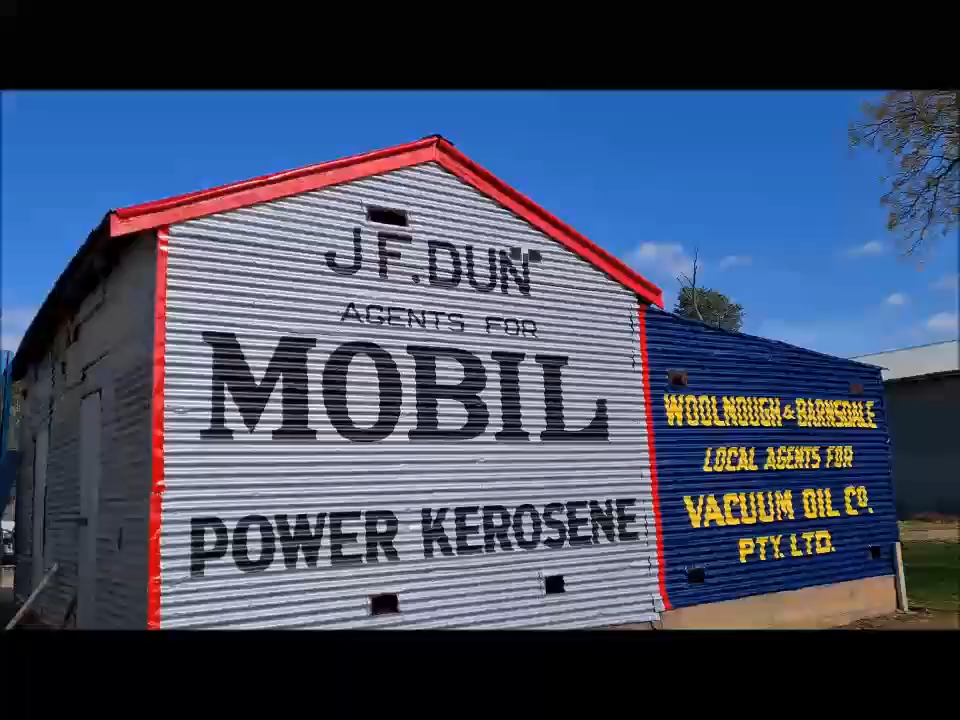 J.F. DUN
AGENTS FOR
MOBIL
POWER KEROSENE
WOOLNOUGH & BARNSDALE
LOCAL AGENTS FOR
VACUUM OIL Co.
PTY. LTD.